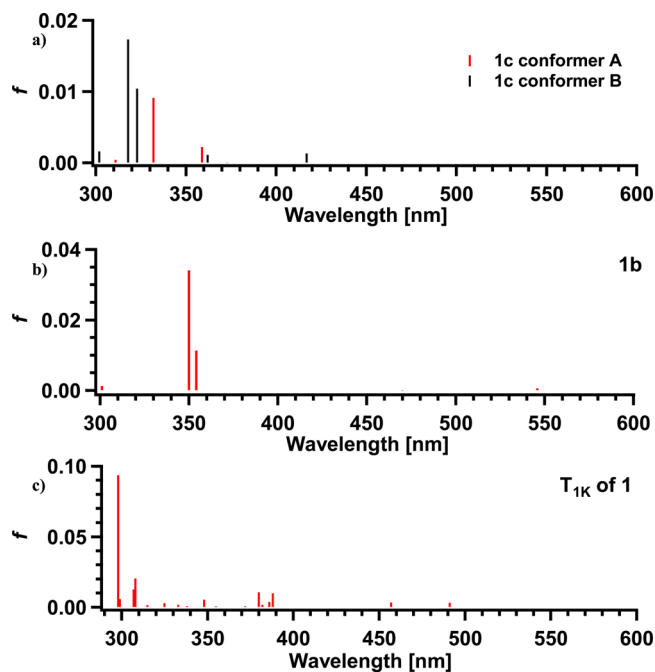 a)
0.02
0.01
0.00
f
1c conformer A
1c conformer B
300 350 400 450 500 550 600
Wavelength [nm]
b)
0.04
0.02
0.00
f
1b
300 350 400 450 500 550 600
Wavelength [nm]
c)
0.10
0.05
0.00
f
T1K of 1
300 350 400 450 500 550 600
Wavelength [nm]